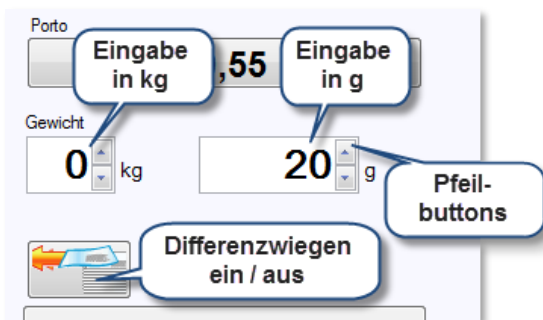 Porto
Eingabe
in kg
,55
Eingabe
in g
Gewicht
0 kg
20 g
Pfeil-
buttons
Differenzwiegen
ein / aus